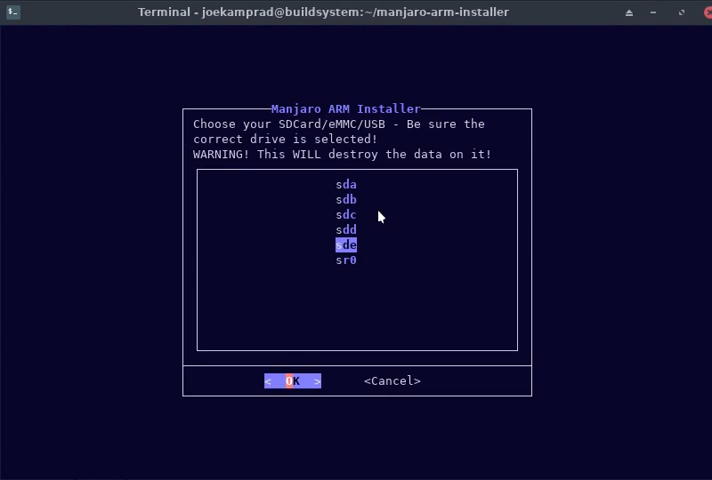 Terminal - joekamprad@buildsystem:~/manjaro-arm-installer
Manjaro ARM Installer
Choose your SDCard/eMMC/USB - Be sure the
correct drive is selected!
WARNING! This WILL destroy the data on it!
sda
sdb
sdc
sdd
sde
sr0
< OK > <Cancel>